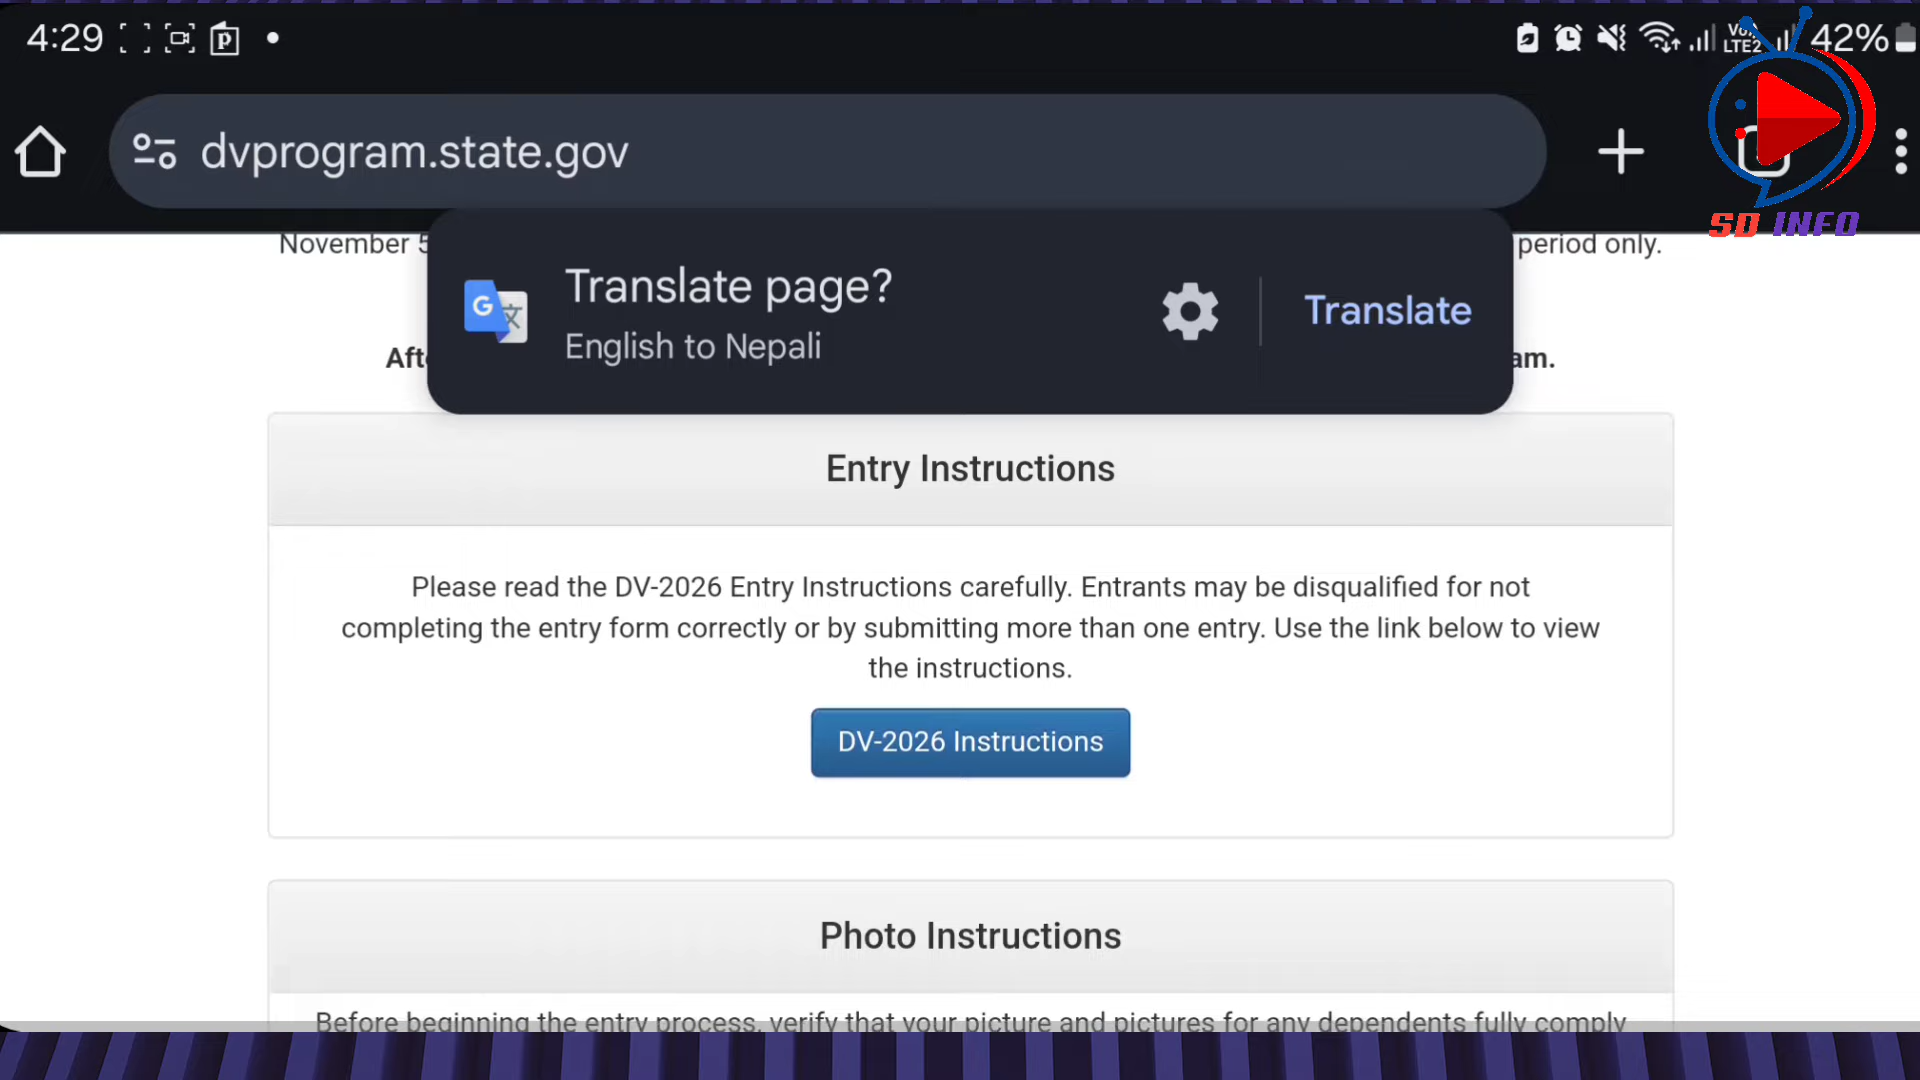 4:29
42%
dvprogram.state.gov
SD INFO
November 5
period only.
Translate page?
English to Nepali
Translate
am.
Entry Instructions
Please read the DV-2026 Entry Instructions carefully. Entrants may be disqualified for not
completing the entry form correctly or by submitting more than one entry. Use the link below to view
the instructions.
DV-2026 Instructions
Photo Instructions
Before beginning the entry process, verify that your picture and pictures for any dependents fully comply